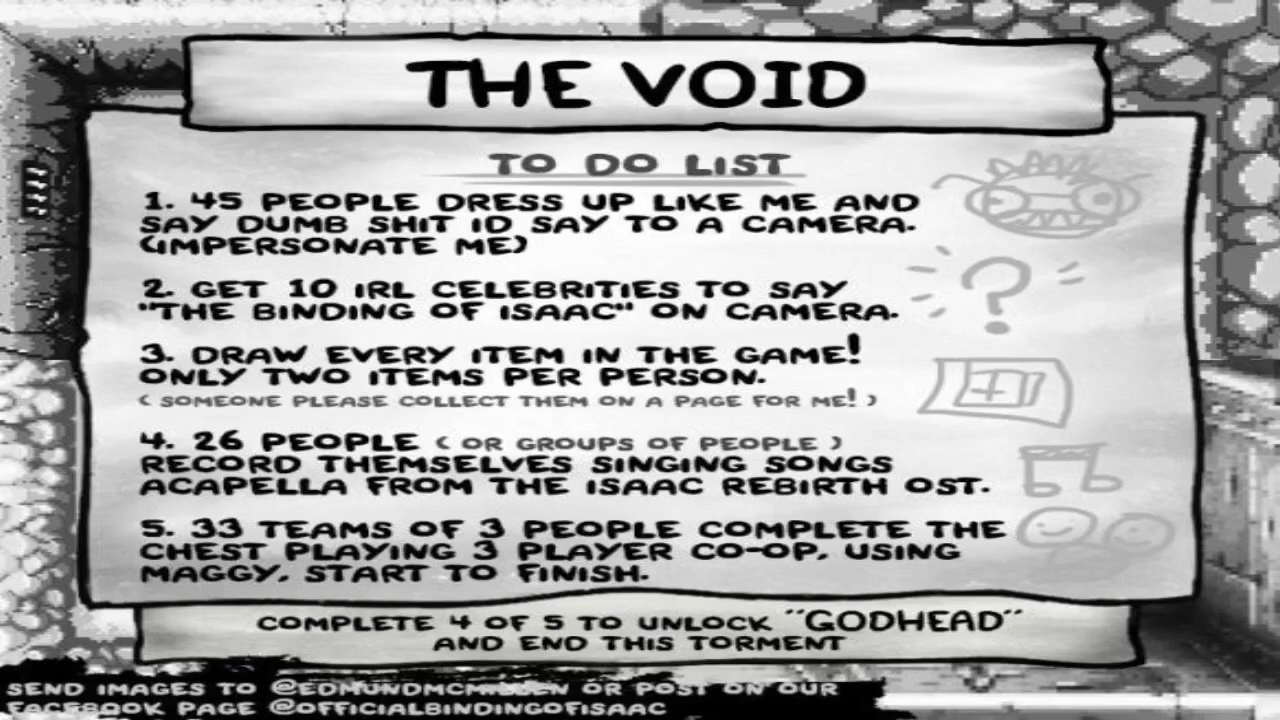 THE VOID
TO DO LIST
1. 45 PEOPLE DRESS UP LIKE ME AND
SAY DUMB SHIT ID SAY TO A CAMERA.
(IMPERSONATE ME)
2. GET 10 IRL CELEBRITIES TO SAY
"THE BINDING OF ISAAC" ON CAMERA.
3. DRAW EVERY ITEM IN THE GAME!
ONLY TWO ITEMS PER PERSON.
( SOMEONE PLEASE COLLECT THEM ON A PAGE FOR ME! )
4. 26 PEOPLE ( OR GROUPS OF PEOPLE )
RECORD THEMSELVES SINGING SONGS
ACAPELLA FROM THE ISAAC REBIRTH OST.
5. 33 TEAMS OF 3 PEOPLE COMPLETE THE
CHEST PLAYING 3 PLAYER CO-OP, USING
MAGGY. START TO FINISH.
COMPLETE 4 OF 5 TO UNLOCK "GODHEAD"
AND END THIS TORMENT
SEND IMAGES TO @EDMUNDMCMILLEN OR POST ON OUR
FACEBOOK PAGE @OFFICIALBINDINGOFISAAC